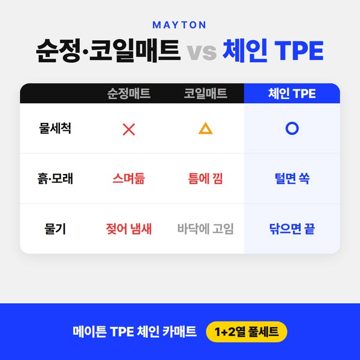 MAYTON
순정·코일매트 vs 체인 TPE
순정매트 코일매트 체인 TPE
물세척 × △ ○
흙·모래 스며듦 틈에 낌 털면 쏙
물기 젖어 냄새 바닥에 고임 닦으면 끝
메이튼 TPE 체인 카매트 1+2열 풀세트